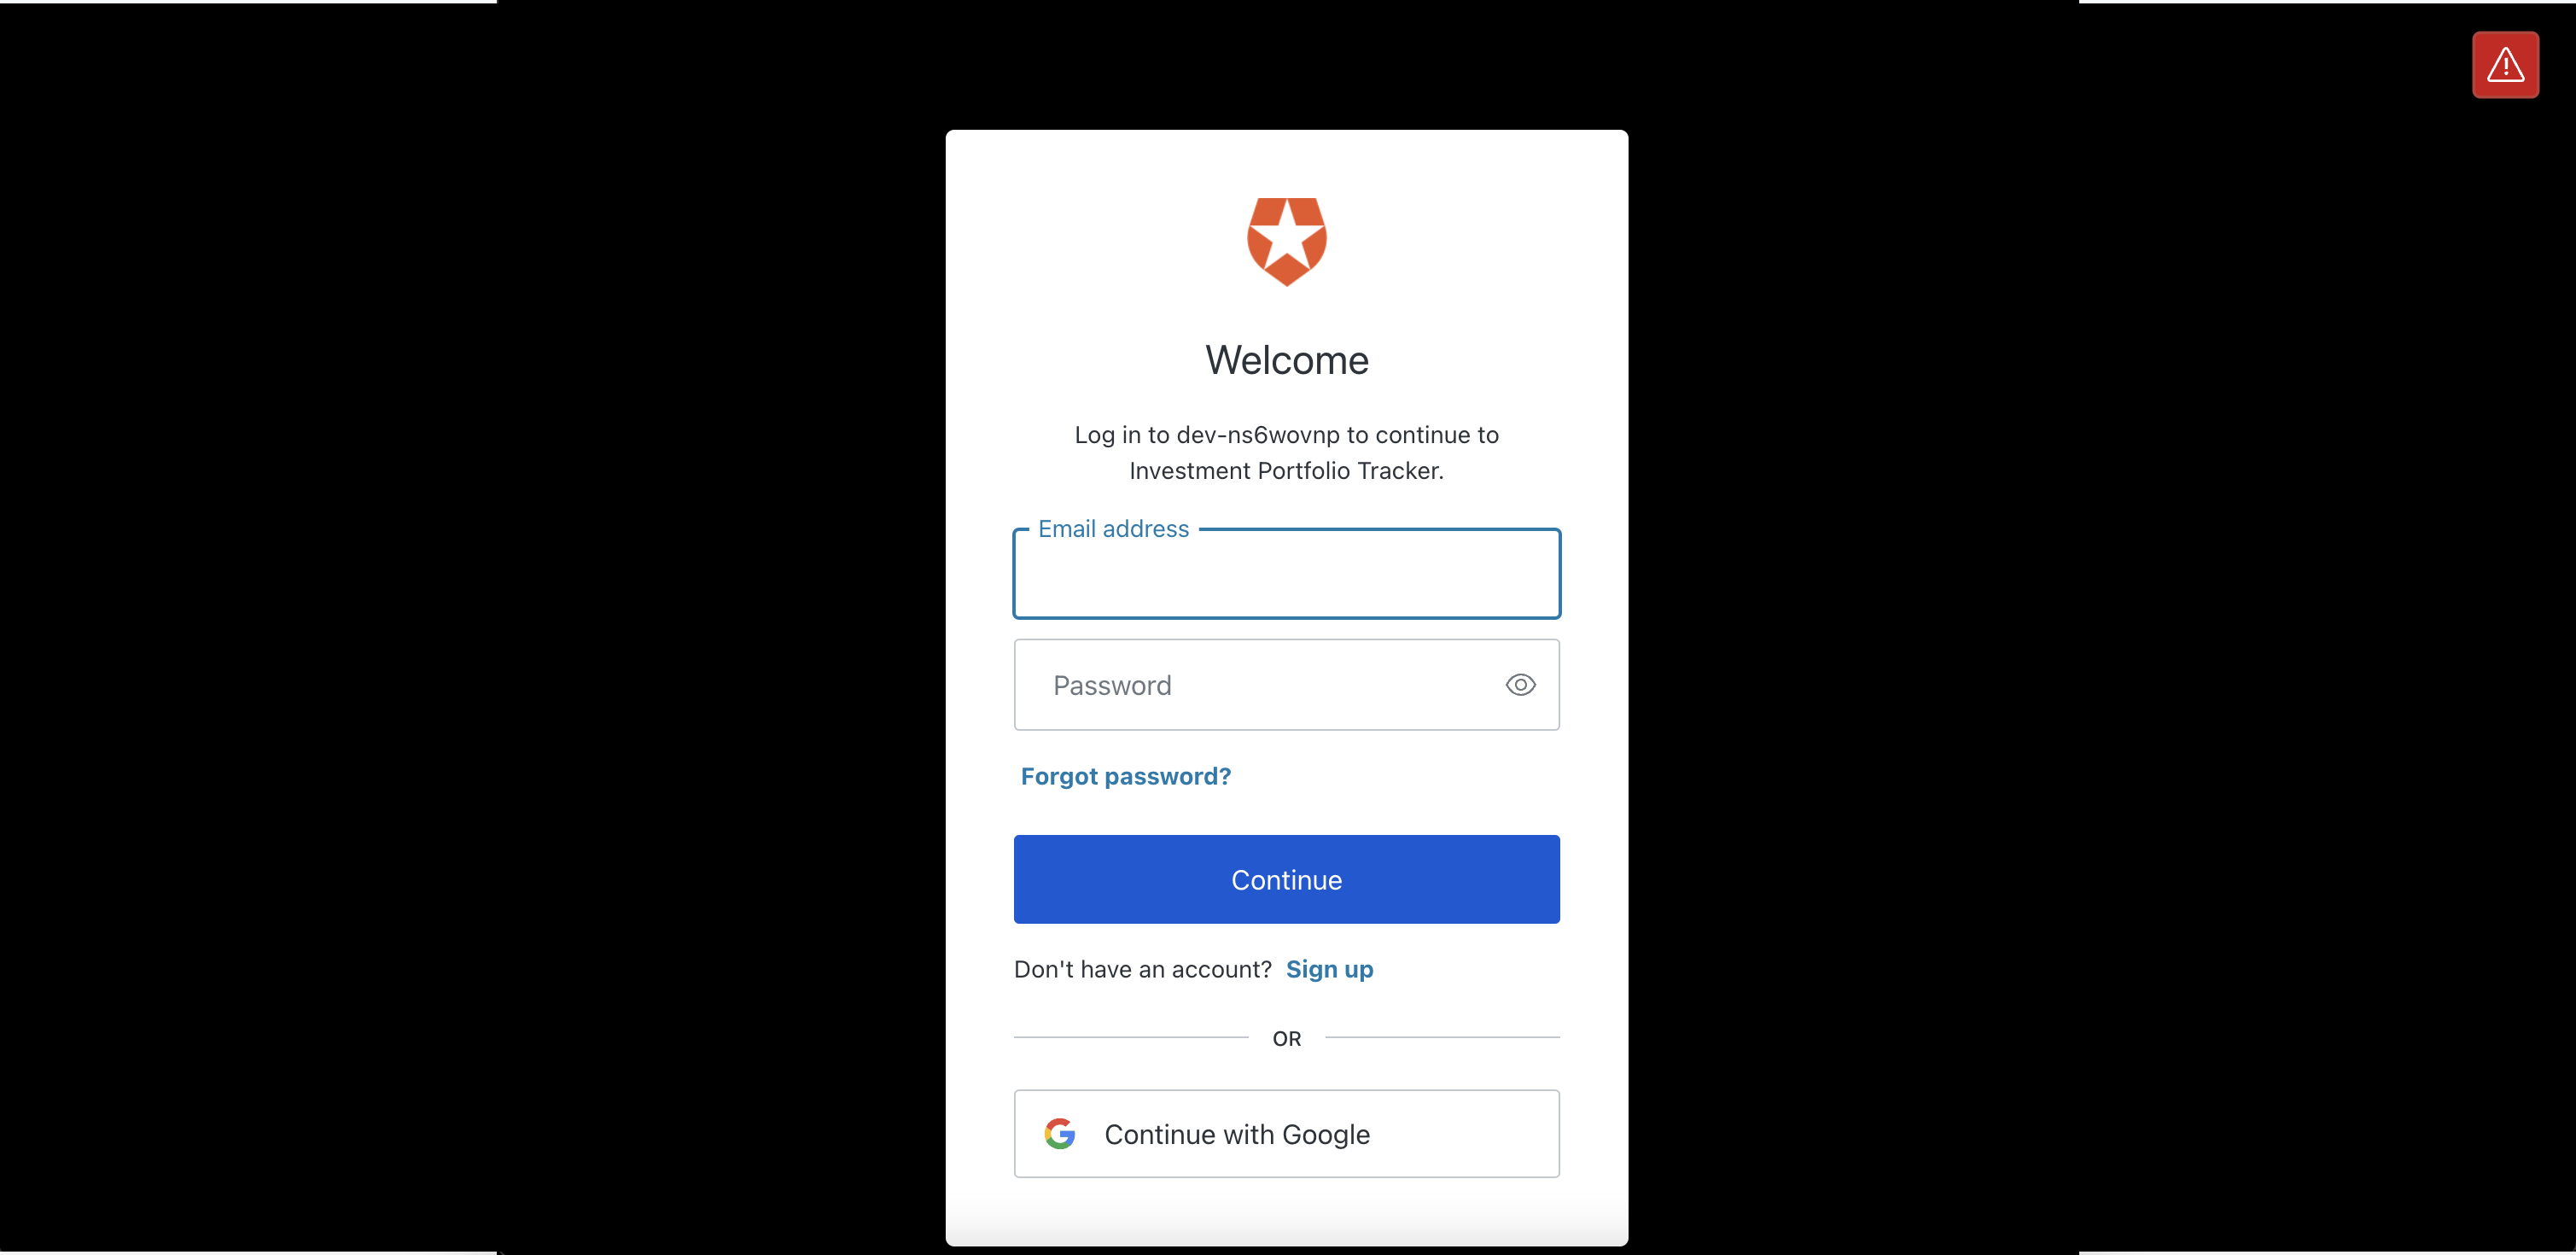 Welcome
Log in to dev-ns6wovnp to continue to
Investment Portfolio Tracker.
Email address
Password
Forgot password?
Continue
Don't have an account? Sign up
OR
Continue with Google